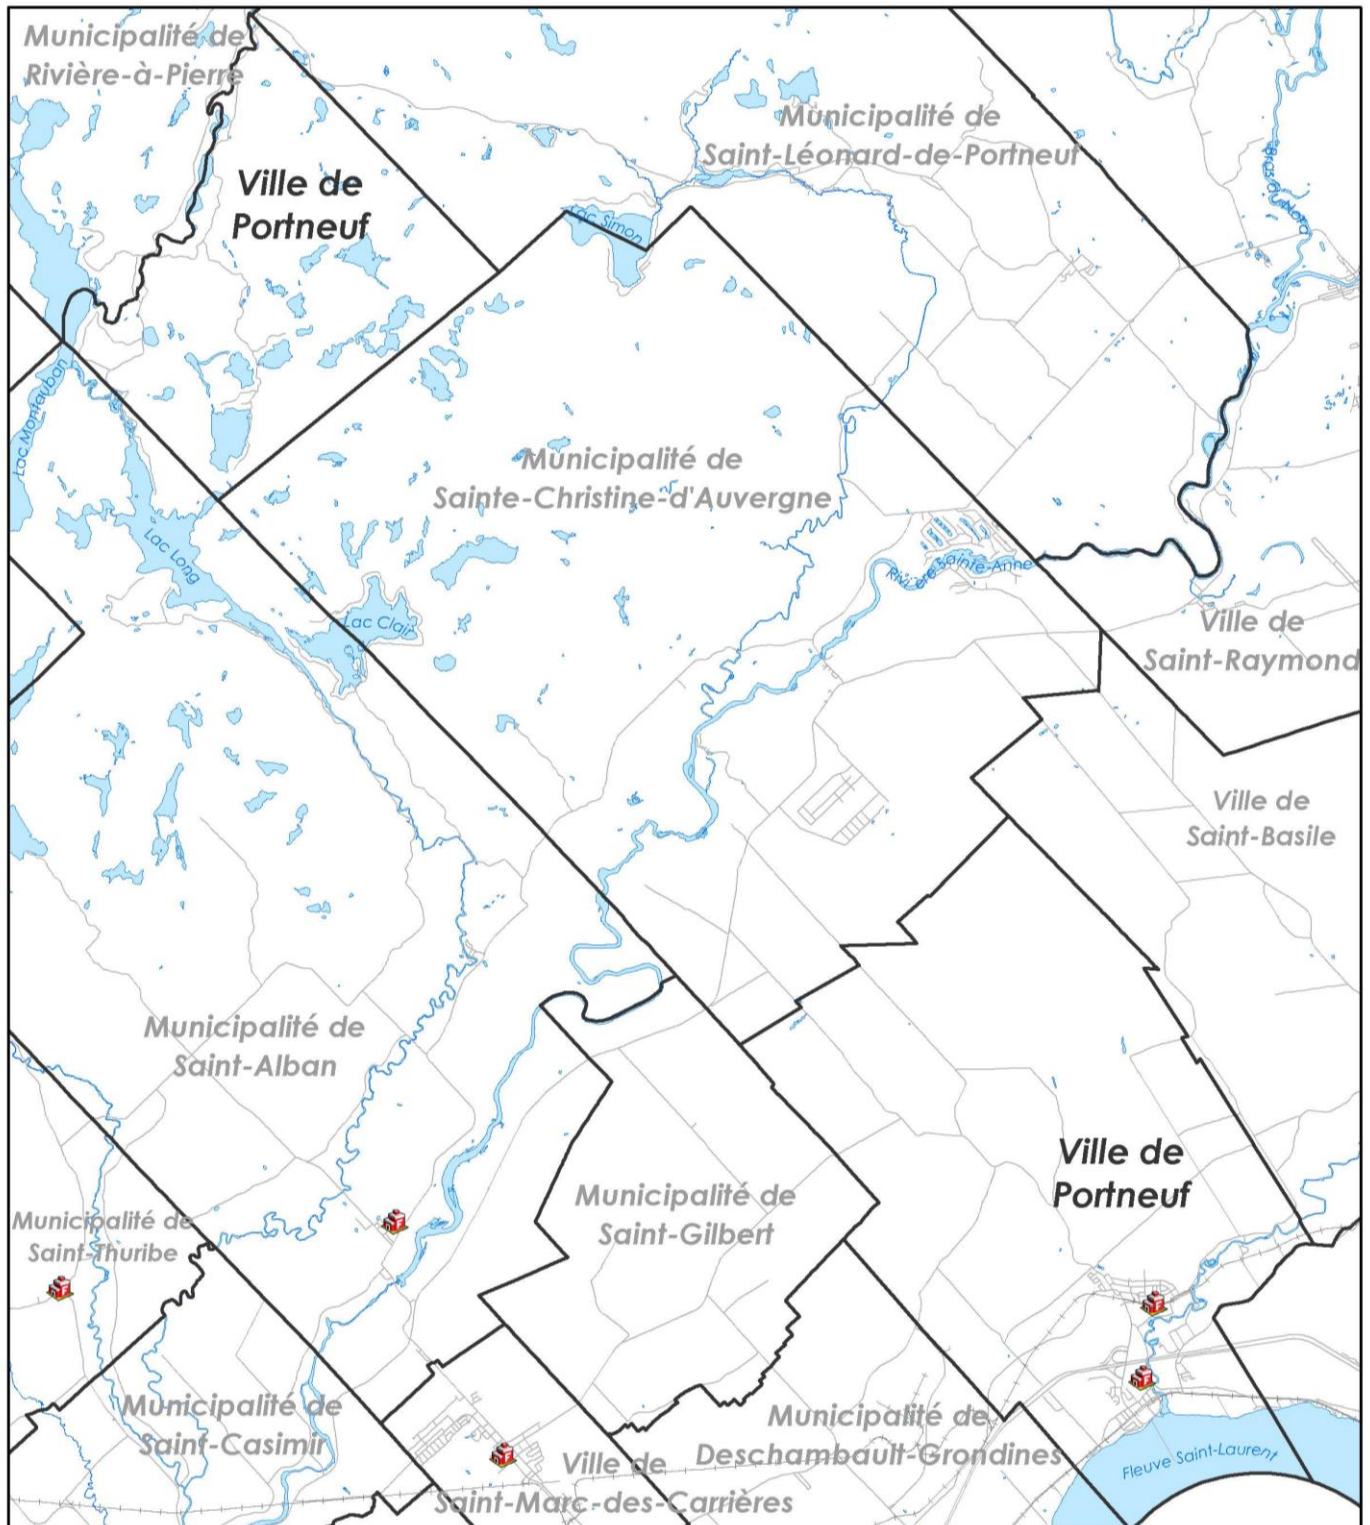 Municipalité de
Rivière-à-Pierre
Ville de
Portneuf
Municipalité de
Saint-Léonard-de-Portneuf
Bras du Nord
Lac Simon
Lac Montauban
Municipalité de
Sainte-Christine-d'Auvergne
Lac Long
Rivière Sainte-Anne
Lac Clair
Ville de
Saint-Raymond
Ville de
Saint-Basile
Municipalité de
Saint-Alban
Ville de
Portneuf
Municipalité de
Saint-Gilbert
Municipalité de
Saint-Thuribe
Municipalité de
Saint-Casimir
Municipalité de
Deschambault-Grondines
Ville de
Saint-Marc-des-Carrières
Fleuve Saint-Laurent